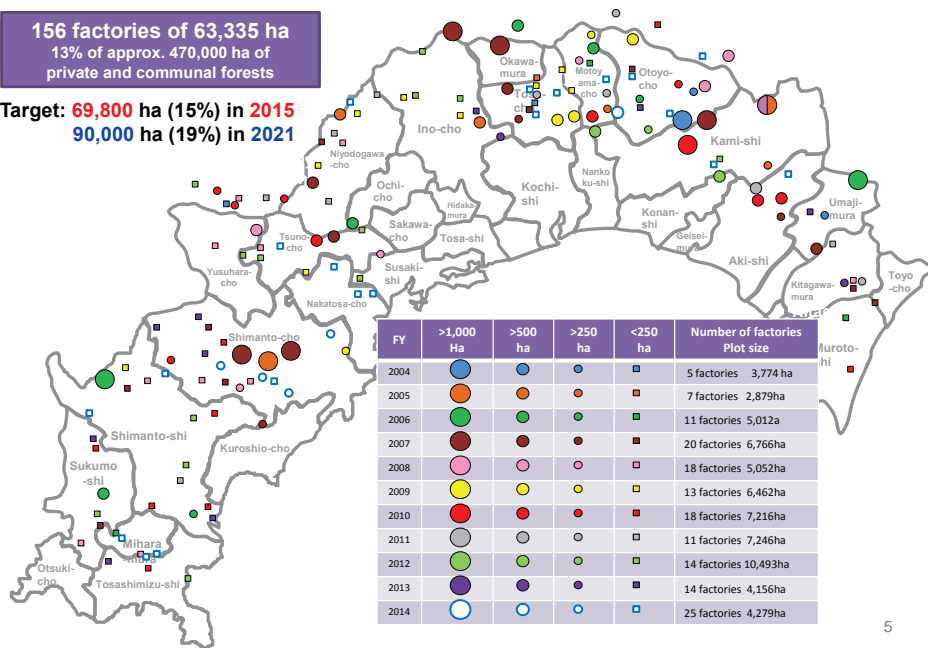 156 factories of 63,335 ha
13% of approx. 470,000 ha of
private and communal forests
Target: 69,800 ha (15%) in 2015
90,000 ha (19%) in 2021
Okawa-
mura
Motoy
ama-
cho
Otoyo-
cho
Tosa-
cho
Ino-cho
Kami-shi
Niyodogawa
-cho
Ochi-
cho
Kochi-
shi
Nanko
ku-shi
Hidaka-
mura
Konan-
shi
Umaji-
mura
Sakawa-
cho
Tosa-shi
Tsuno-
cho
Geisei-
mura
Aki-shi
Yusuhara-
cho
Susaki-
shi
Kitagawa-
mura
Toyo
-cho
Nakatosa-cho
Shimanto-cho
Muroto-
shi
Shimanto-shi
Kuroshio-cho
Sukumo
-shi
Mihara
-mura
Otsuki-
cho
Tosashimizu-shi
FY >1,000 Ha >500 ha >250 ha <250 ha Number of factories Plot size
2004 5 factories 3,774 ha
2005 7 factories 2,879ha
2006 11 factories 5,012a
2007 20 factories 6,766ha
2008 18 factories 5,052ha
2009 13 factories 6,462ha
2010 18 factories 7,216ha
2011 11 factories 7,246ha
2012 14 factories 10,493ha
2013 14 factories 4,156ha
2014 25 factories 4,279ha
5